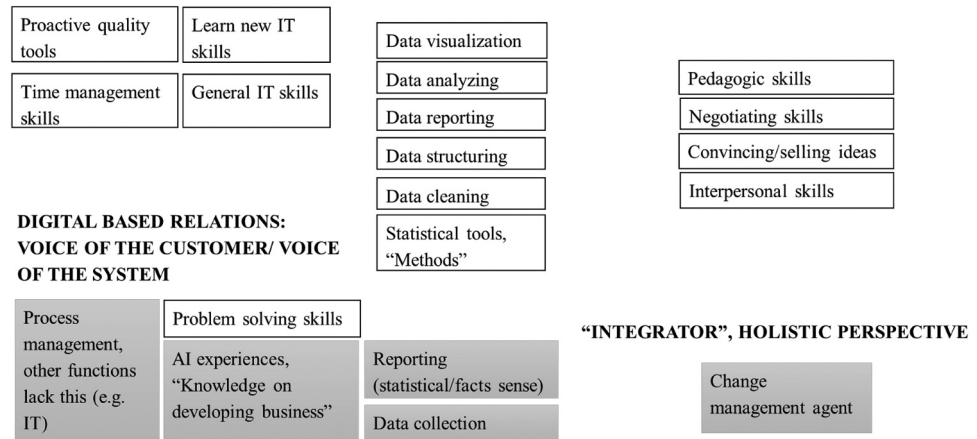 Proactive quality
tools
Learn new IT
skills
Time management
skills
General IT skills
Data visualization
Data analyzing
Data reporting
Data structuring
Data cleaning
Statistical tools,
“Methods”
Pedagogic skills
Negotiating skills
Convincing/selling ideas
Interpersonal skills
DIGITAL BASED RELATIONS:
VOICE OF THE CUSTOMER/ VOICE
OF THE SYSTEM
Process
management,
other functions
lack this (e.g.
IT)
Problem solving skills
AI experiences,
“Knowledge on
developing business”
Reporting
(statistical/facts sense)
Data collection
“INTEGRATOR”, HOLISTIC PERSPECTIVE
Change
management agent